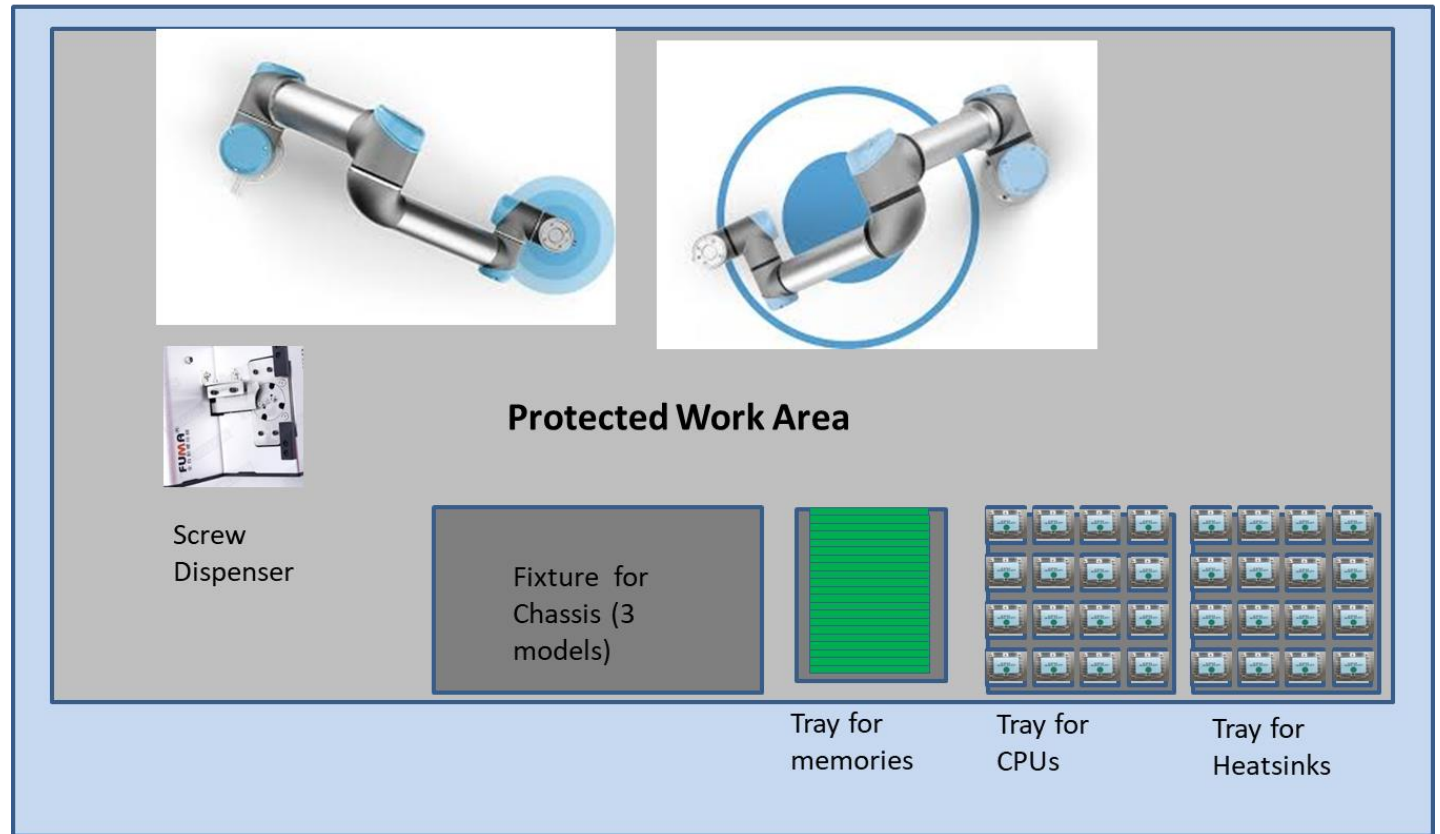 FUMA
Protected Work Area
Screw
Dispenser
Fixture for
Chassis (3
models)
Tray for
memories
Tray for
CPUs
Tray for
Heatsinks